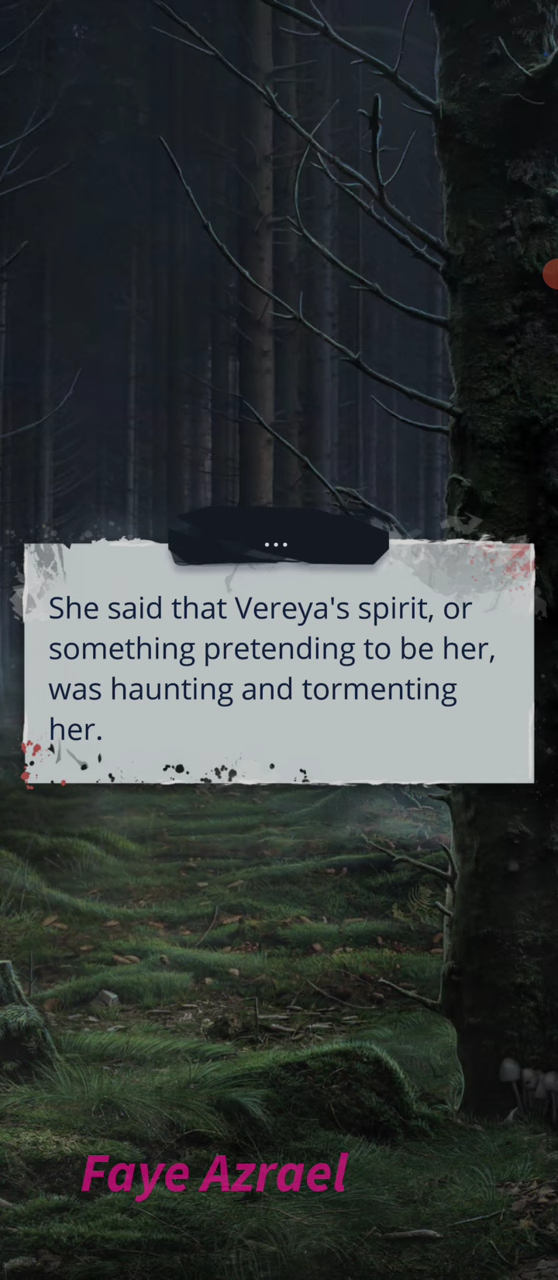 ...
She said that Vereya's spirit, or
something pretending to be her,
was haunting and tormenting
her.
Faye Azrael